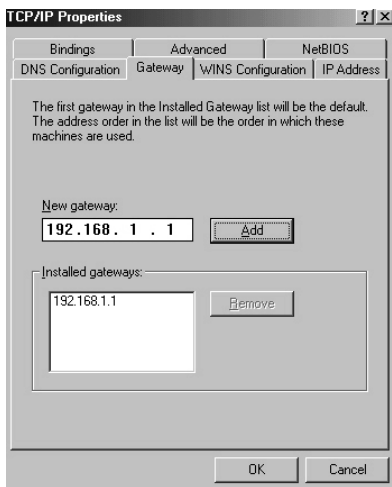 TCP/IP Properties
Bindings Advanced NetBIOS
DNS Configuration Gateway WINS Configuration IP Address
The first gateway in the Installed Gateway list will be the default.
The address order in the list will be the order in which these
machines are used.
New gateway:
192.168. 1 . 1 Add
Installed gateways:
192.168.1.1 Remove
OK Cancel